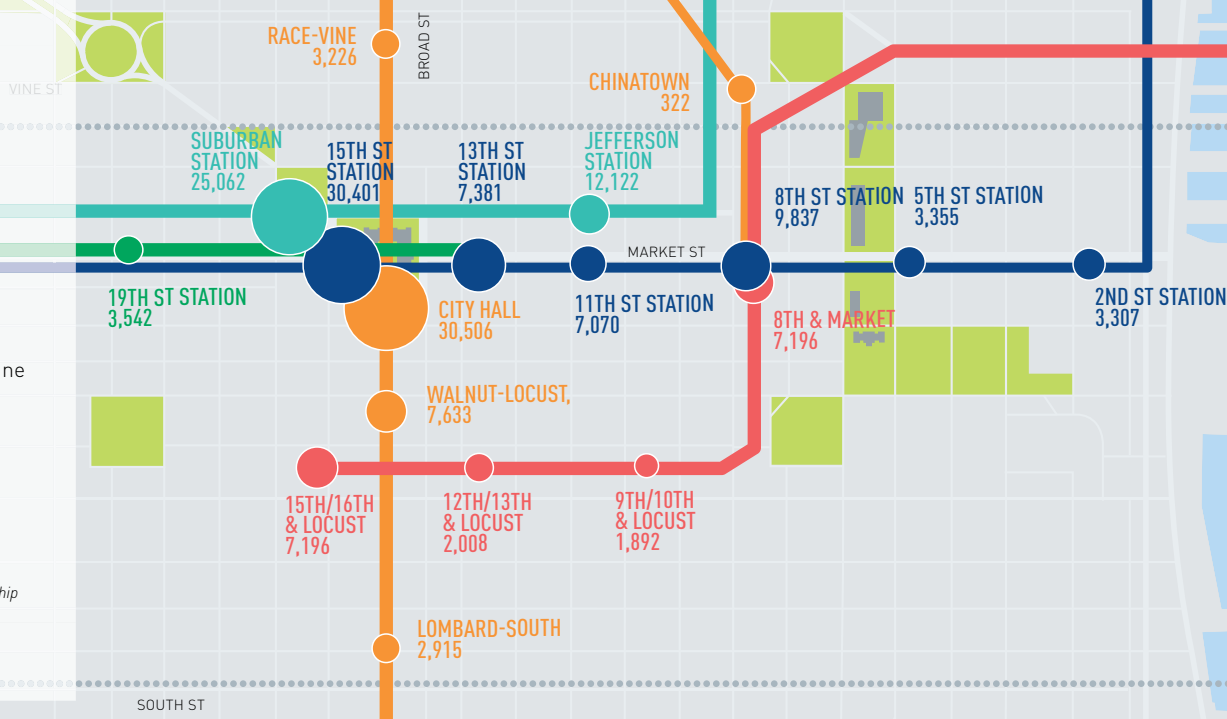 RACE-VINE
3,226
BROAD ST
VINE ST
CHINATOWN
322
SUBURBAN
STATION
25,062
15TH ST
STATION
30,401
13TH ST
STATION
7,381
JEFFERSON
STATION
12,122
8TH ST STATION
9,837
5TH ST STATION
3,355
MARKET ST
19TH ST STATION
3,542
CITY HALL
30,506
11TH ST STATION
7,070
8TH & MARKET
7,196
2ND ST STATION
3,307
ne
WALNUT-LOCUST,
7,633
15TH/16TH
& LOCUST
7,196
12TH/13TH
& LOCUST
2,008
9TH/10TH
& LOCUST
1,892
hip
LOMBARD-SOUTH
2,915
SOUTH ST